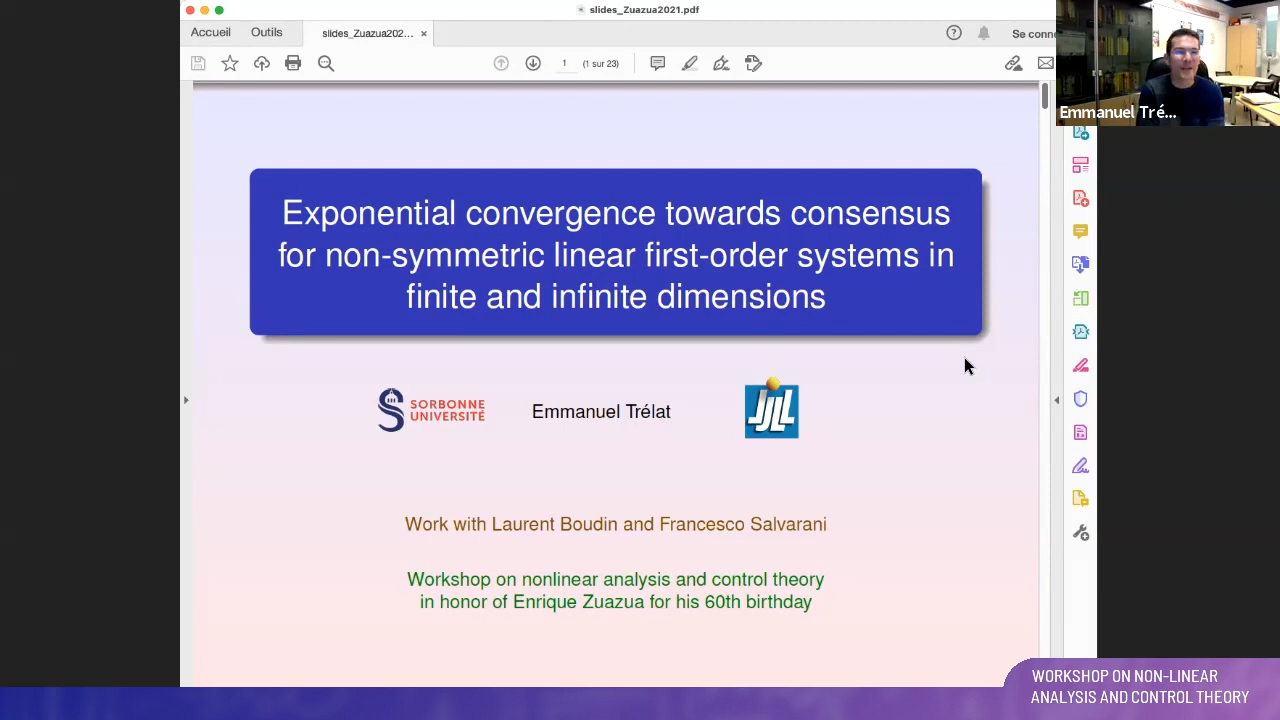 slides_Zuazua2021.pdf
Accueil
Outils
slides_Zuazua202...
Se conne
1
(1 sur 23)
Emmanuel Tré...
Exponential convergence towards consensus
for non-symmetric linear first-order systems in
finite and infinite dimensions
SORBONNE
UNIVERSITÉ
Emmanuel Trélat
JJLL
Work with Laurent Boudin and Francesco Salvarani
Workshop on nonlinear analysis and control theory
in honor of Enrique Zuazua for his 60th birthday
WORKSHOP ON NON-LINEAR
ANALYSIS AND CONTROL THEORY